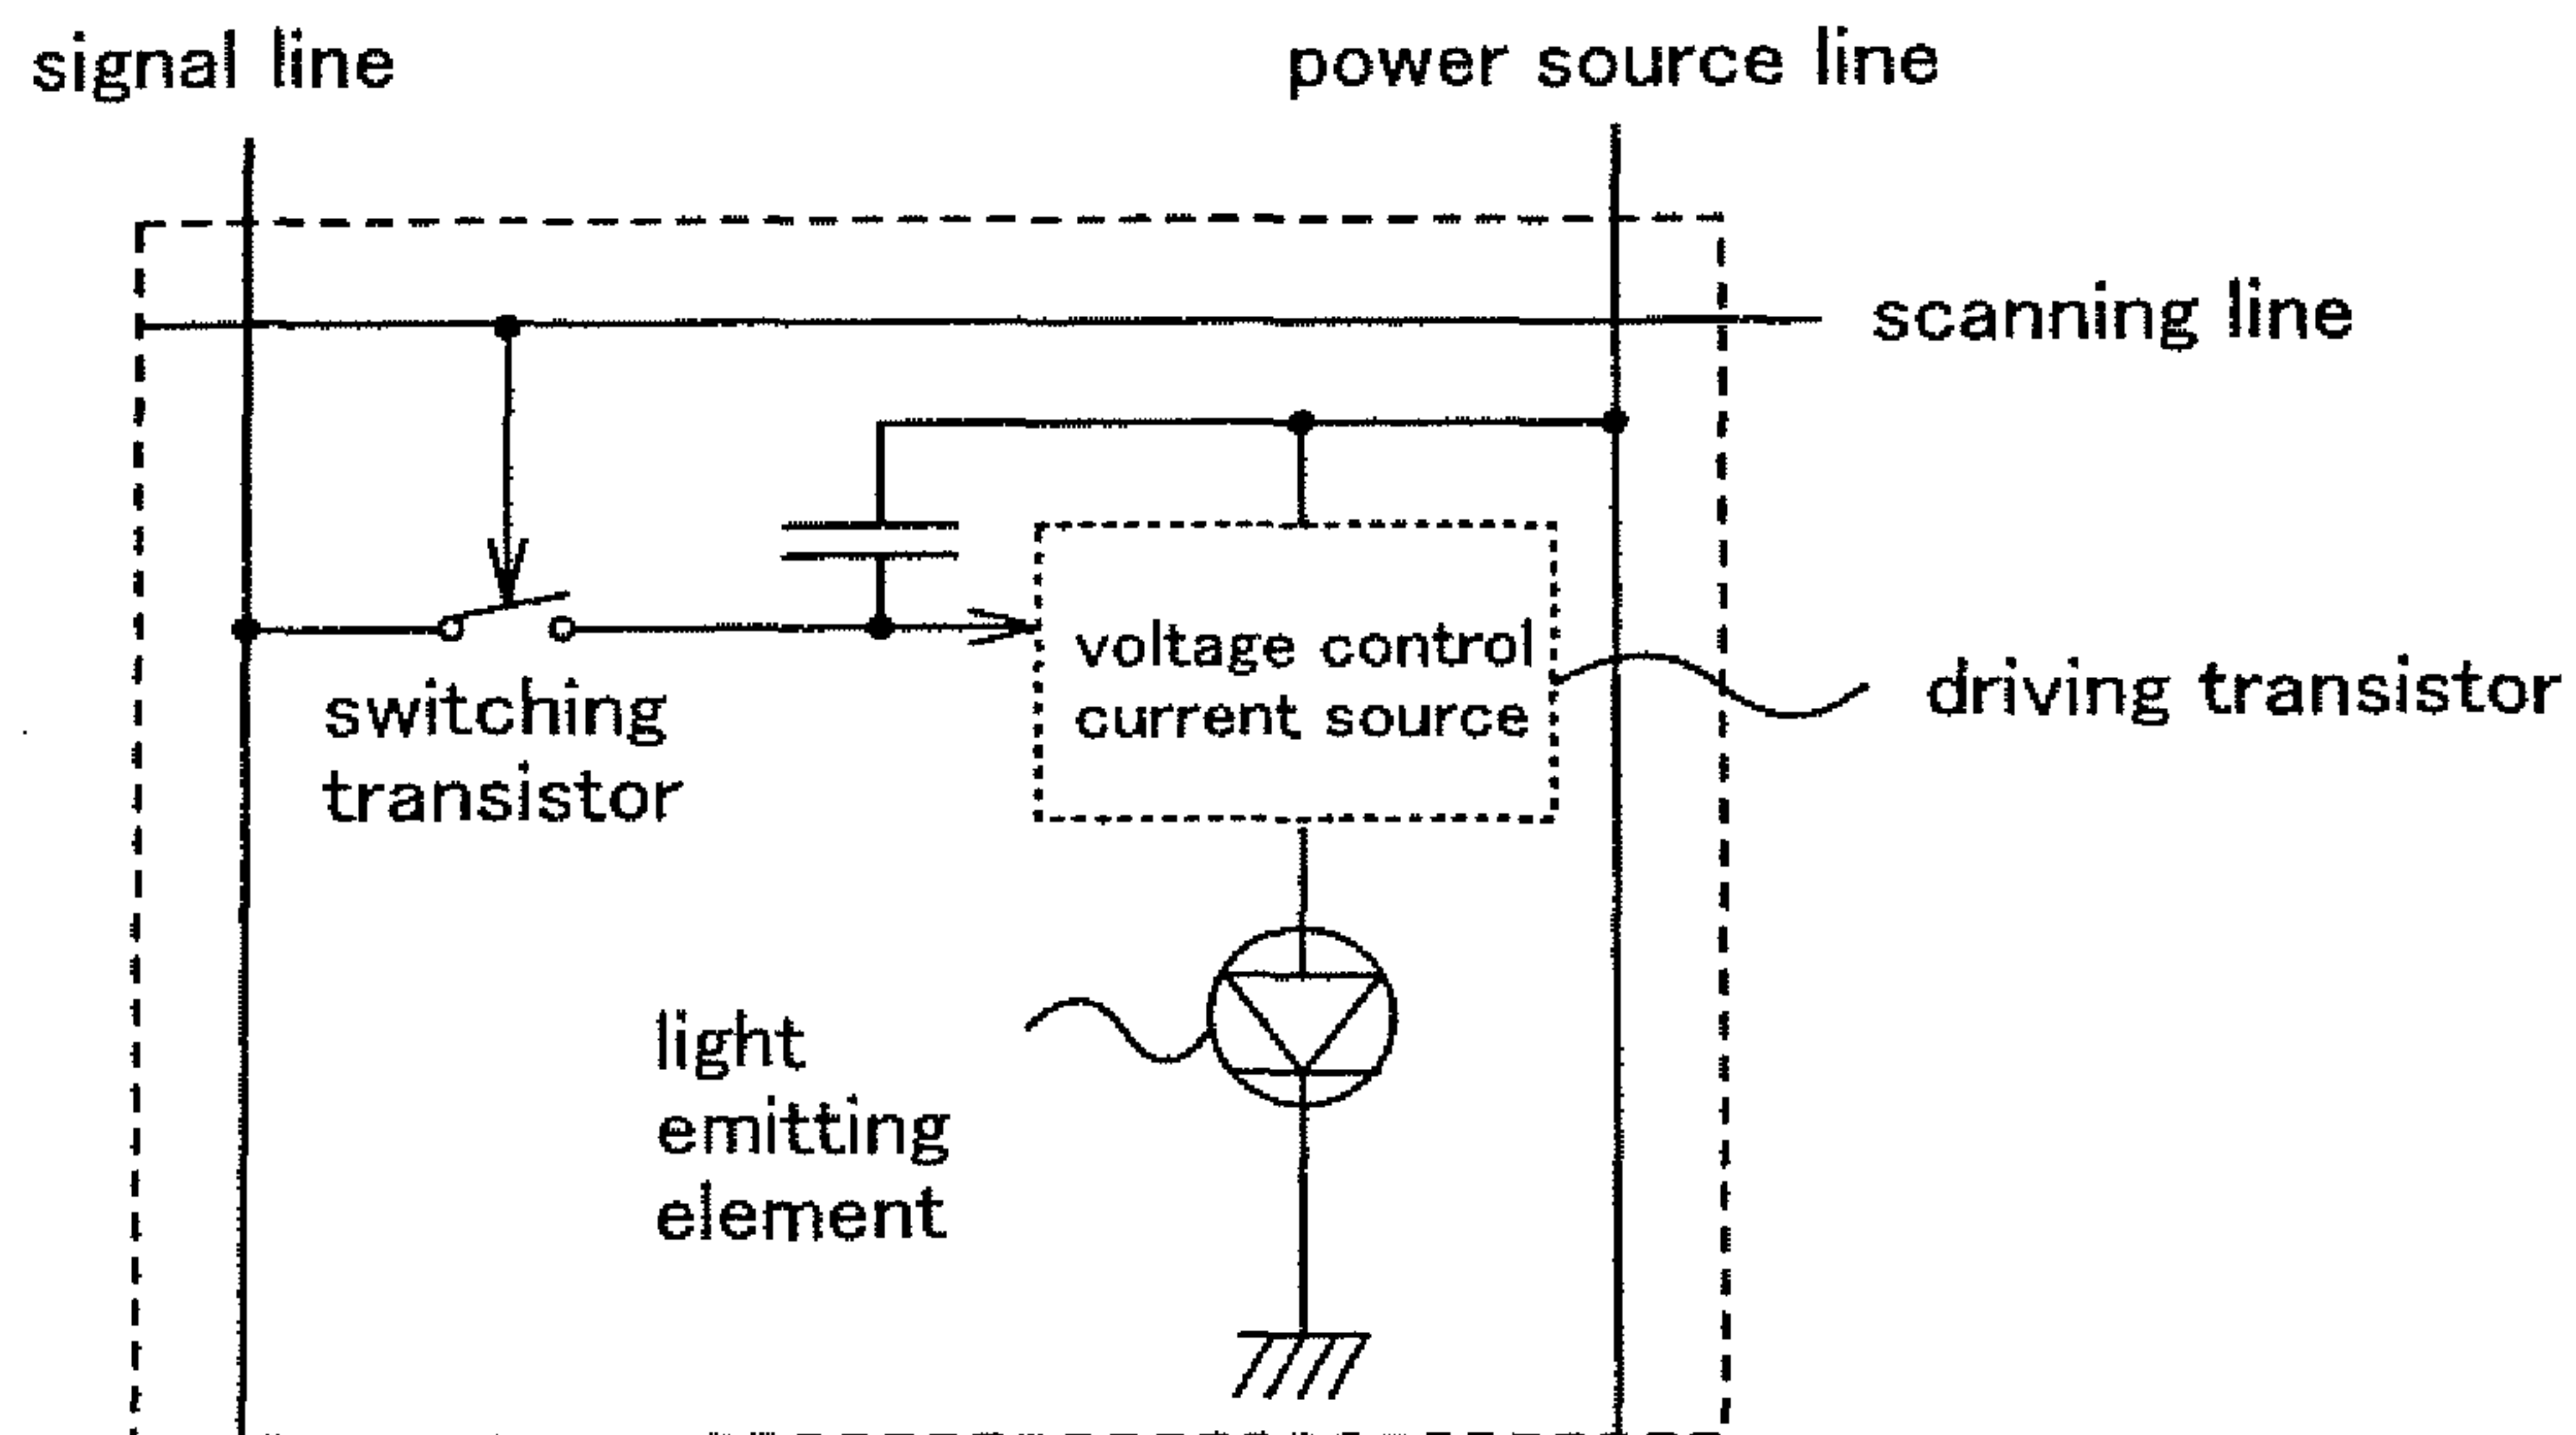 signal line
power source line
scanning line
voltage control
current source
driving transistor
switching
transistor
light
emitting
element